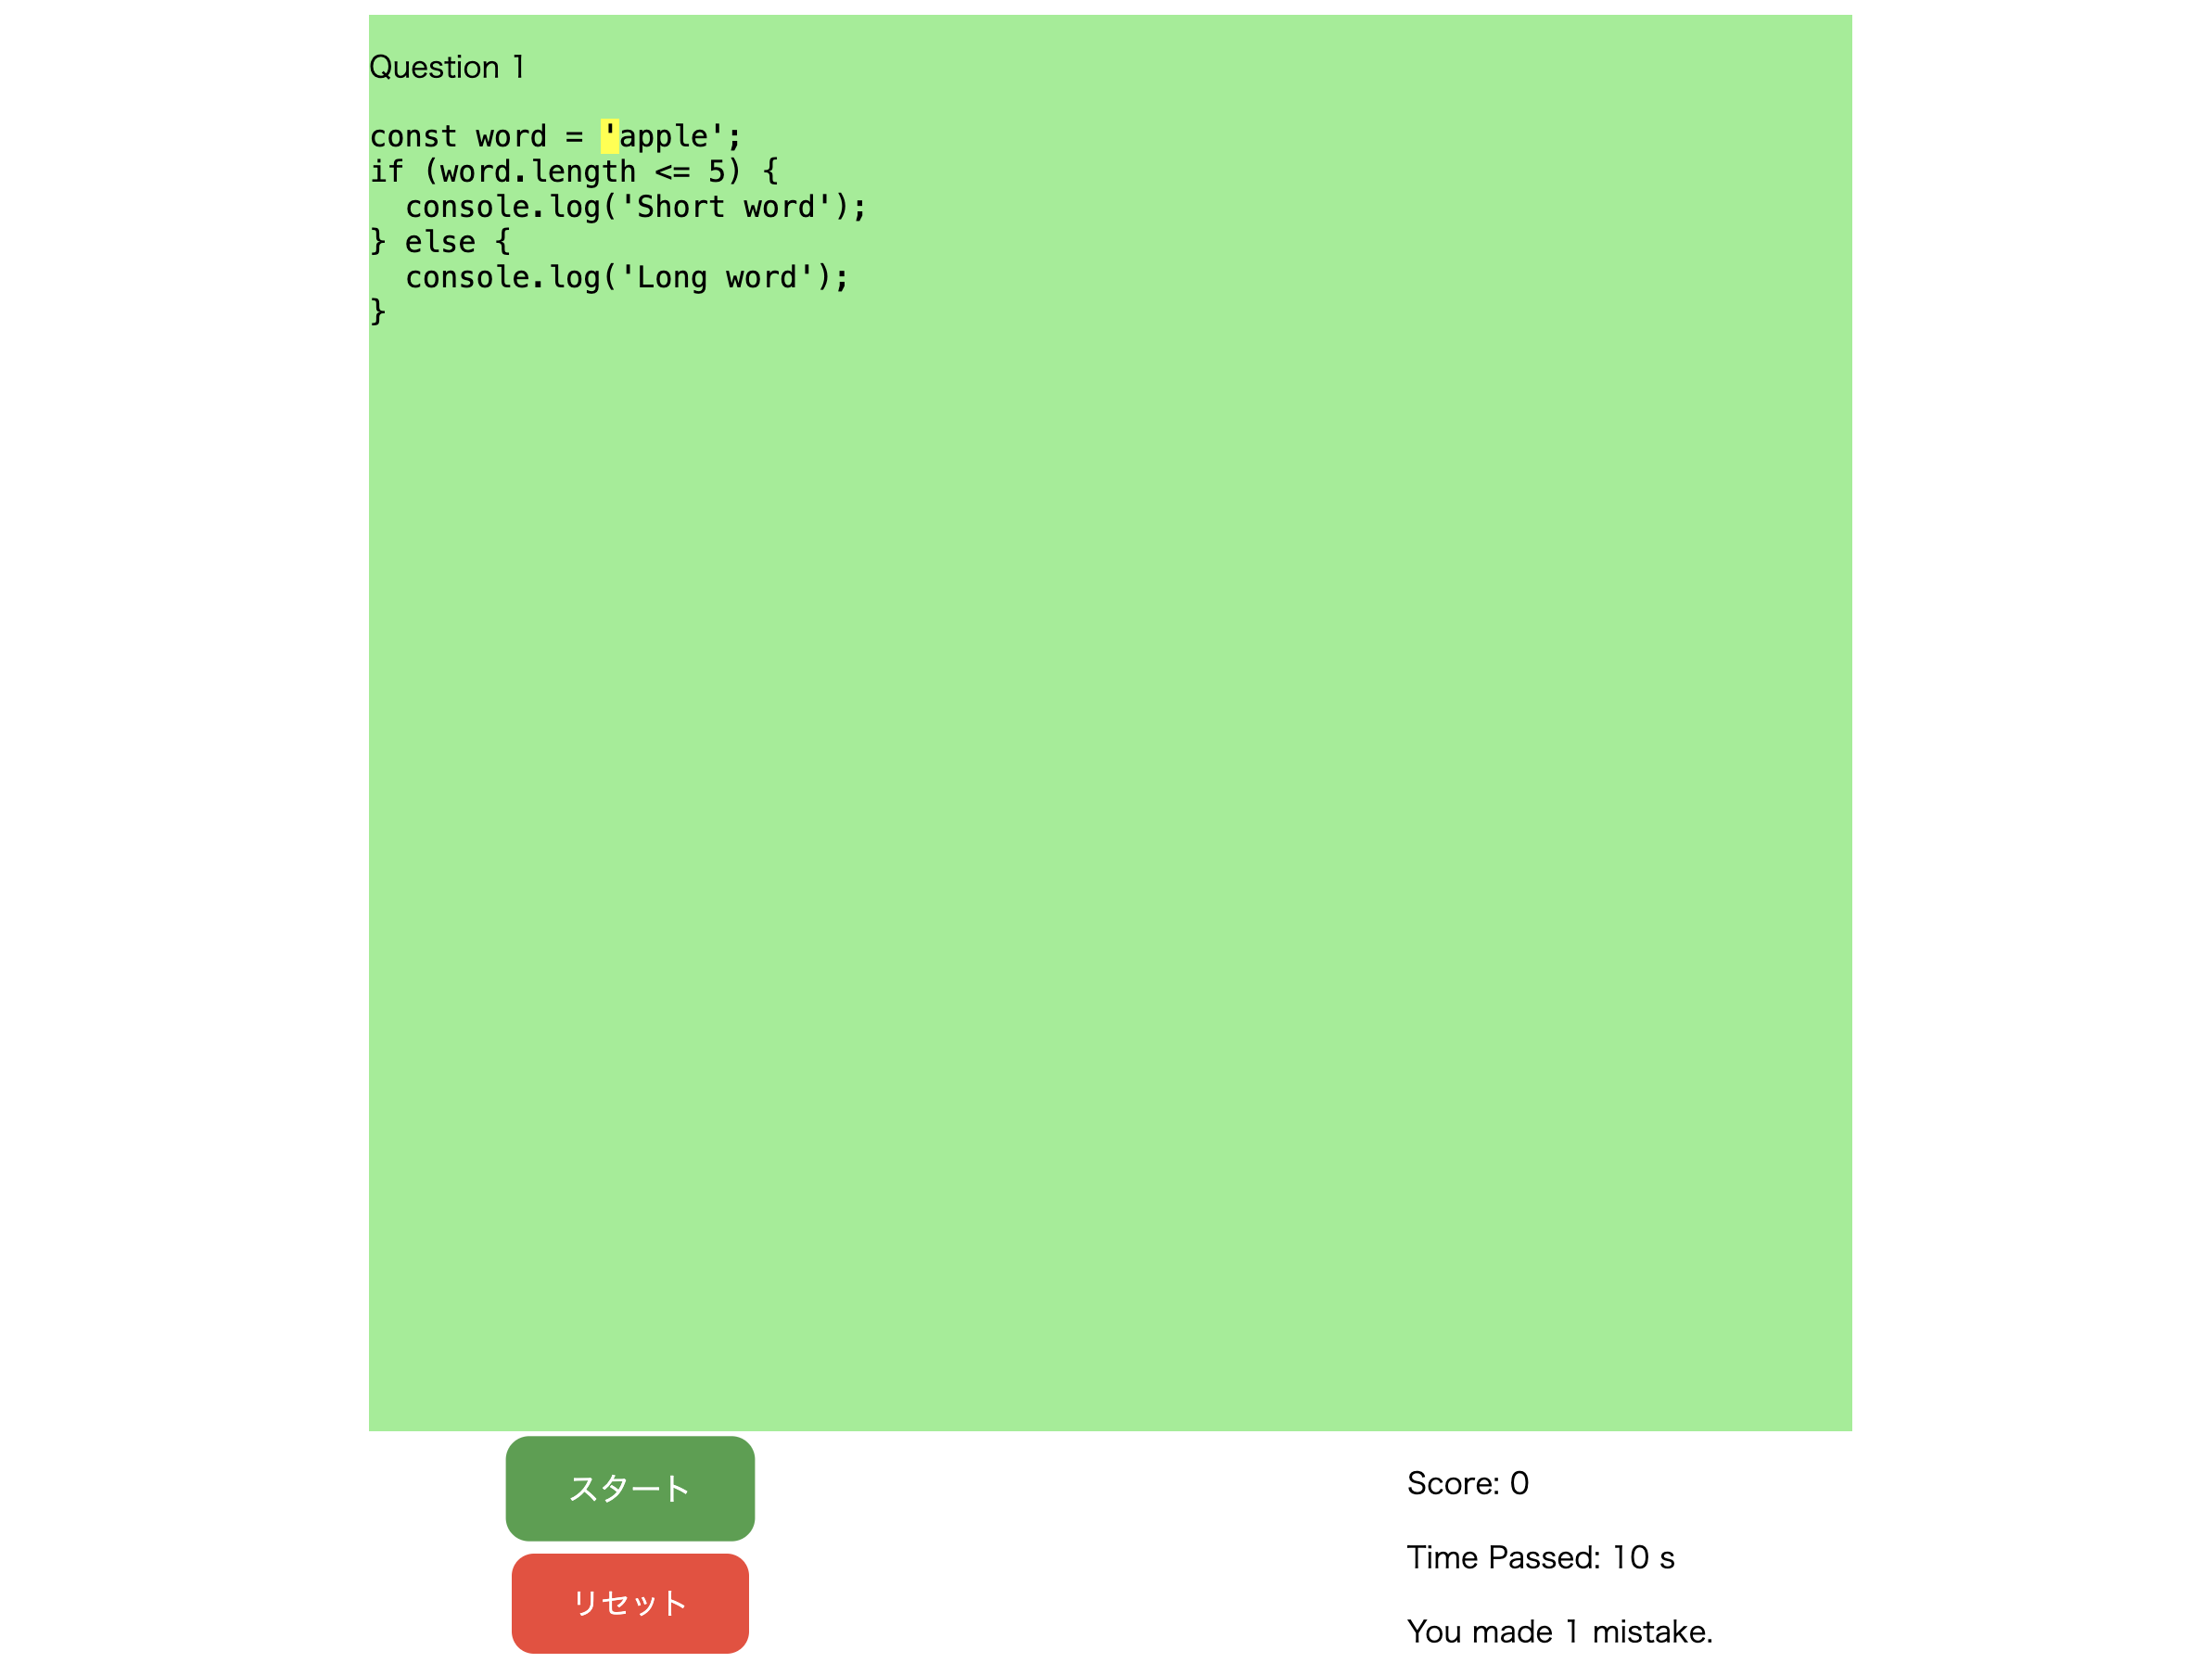 Question 1
const word = 'apple';
if (word.length <= 5) {
  console.log('Short word');
} else {
  console.log('Long word');
}
スタート
リセット
Score: 0
Time Passed: 10 s
You made 1 mistake.